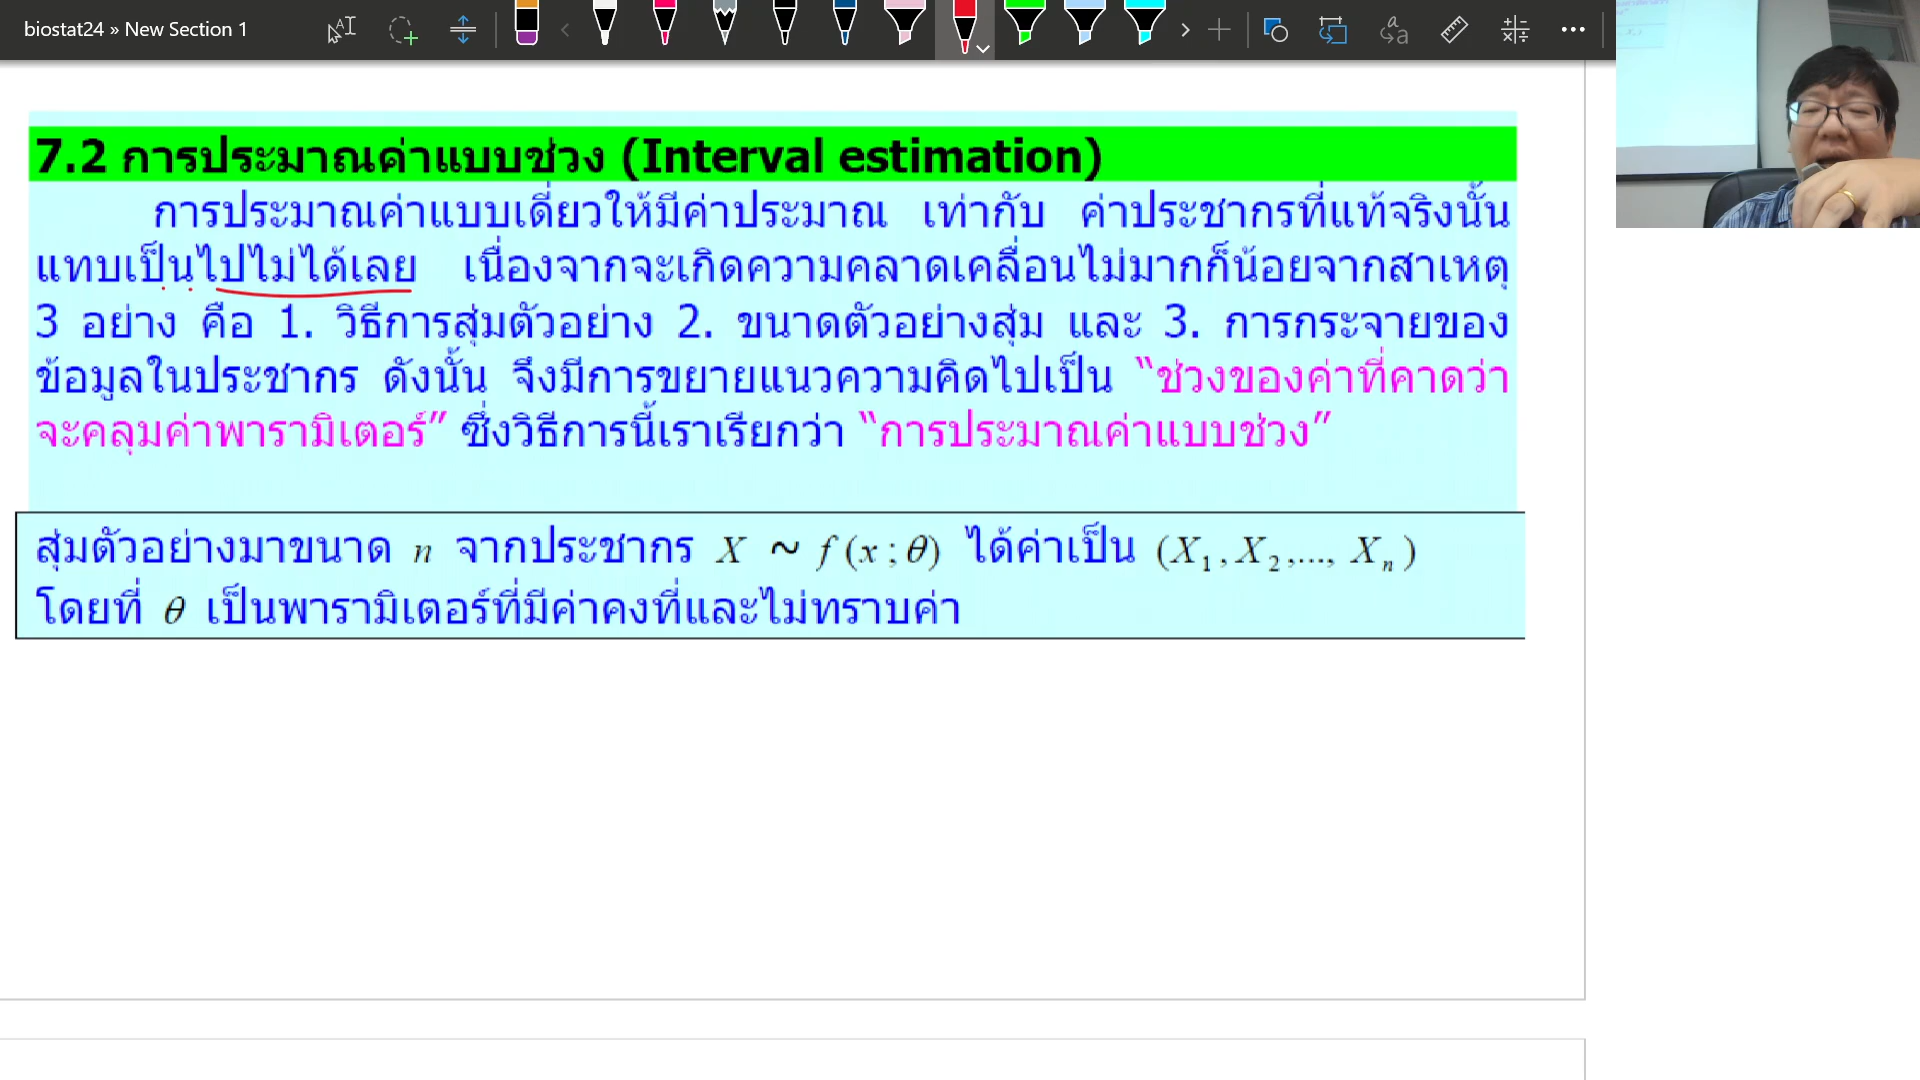 biostat24 » New Section 1
7.2 การประมาณค่าแบบช่วง (Interval estimation)
การประมาณค่าแบบเดี่ยวให้มีค่าประมาณ เท่ากับ ค่าประชากรที่แท้จริงนั้น
แทบเป็นไปไม่ได้เลย เนื่องจากจะเกิดความคลาดเคลื่อนไม่มากก็น้อยจากสาเหตุ
3 อย่าง คือ 1. วิธีการสุ่มตัวอย่าง 2. ขนาดตัวอย่างสุ่ม และ 3. การกระจายของ
ข้อมูลในประชากร ดังนั้น จึงมีการขยายแนวความคิดไปเป็น “ช่วงของค่าที่คาดว่า
จะคลุมค่าพารามิเตอร์” ซึ่งวิธีการนี้เราเรียกว่า “การประมาณค่าแบบช่วง”
สุ่มตัวอย่างมาขนาด n จากประชากร X ~ f(x;θ) ได้ค่าเป็น (X₁,X₂,..., Xₙ)
โดยที่ θ เป็นพารามิเตอร์ที่มีค่าคงที่และไม่ทราบค่า